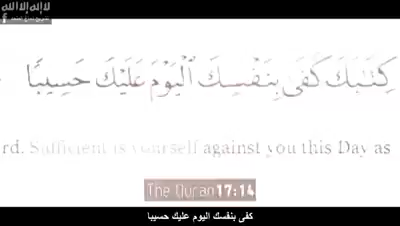 لا إله إلا الله
كِتَٰبَكَ كَفَىٰ بِنَفْسِكَ ٱلْيَوْمَ عَلَيْكَ حَسِيبًا
rd. Sufficient is yourself against you this Day as
The Quran 17:14
كفى بنفسك اليوم عليك حسيبا